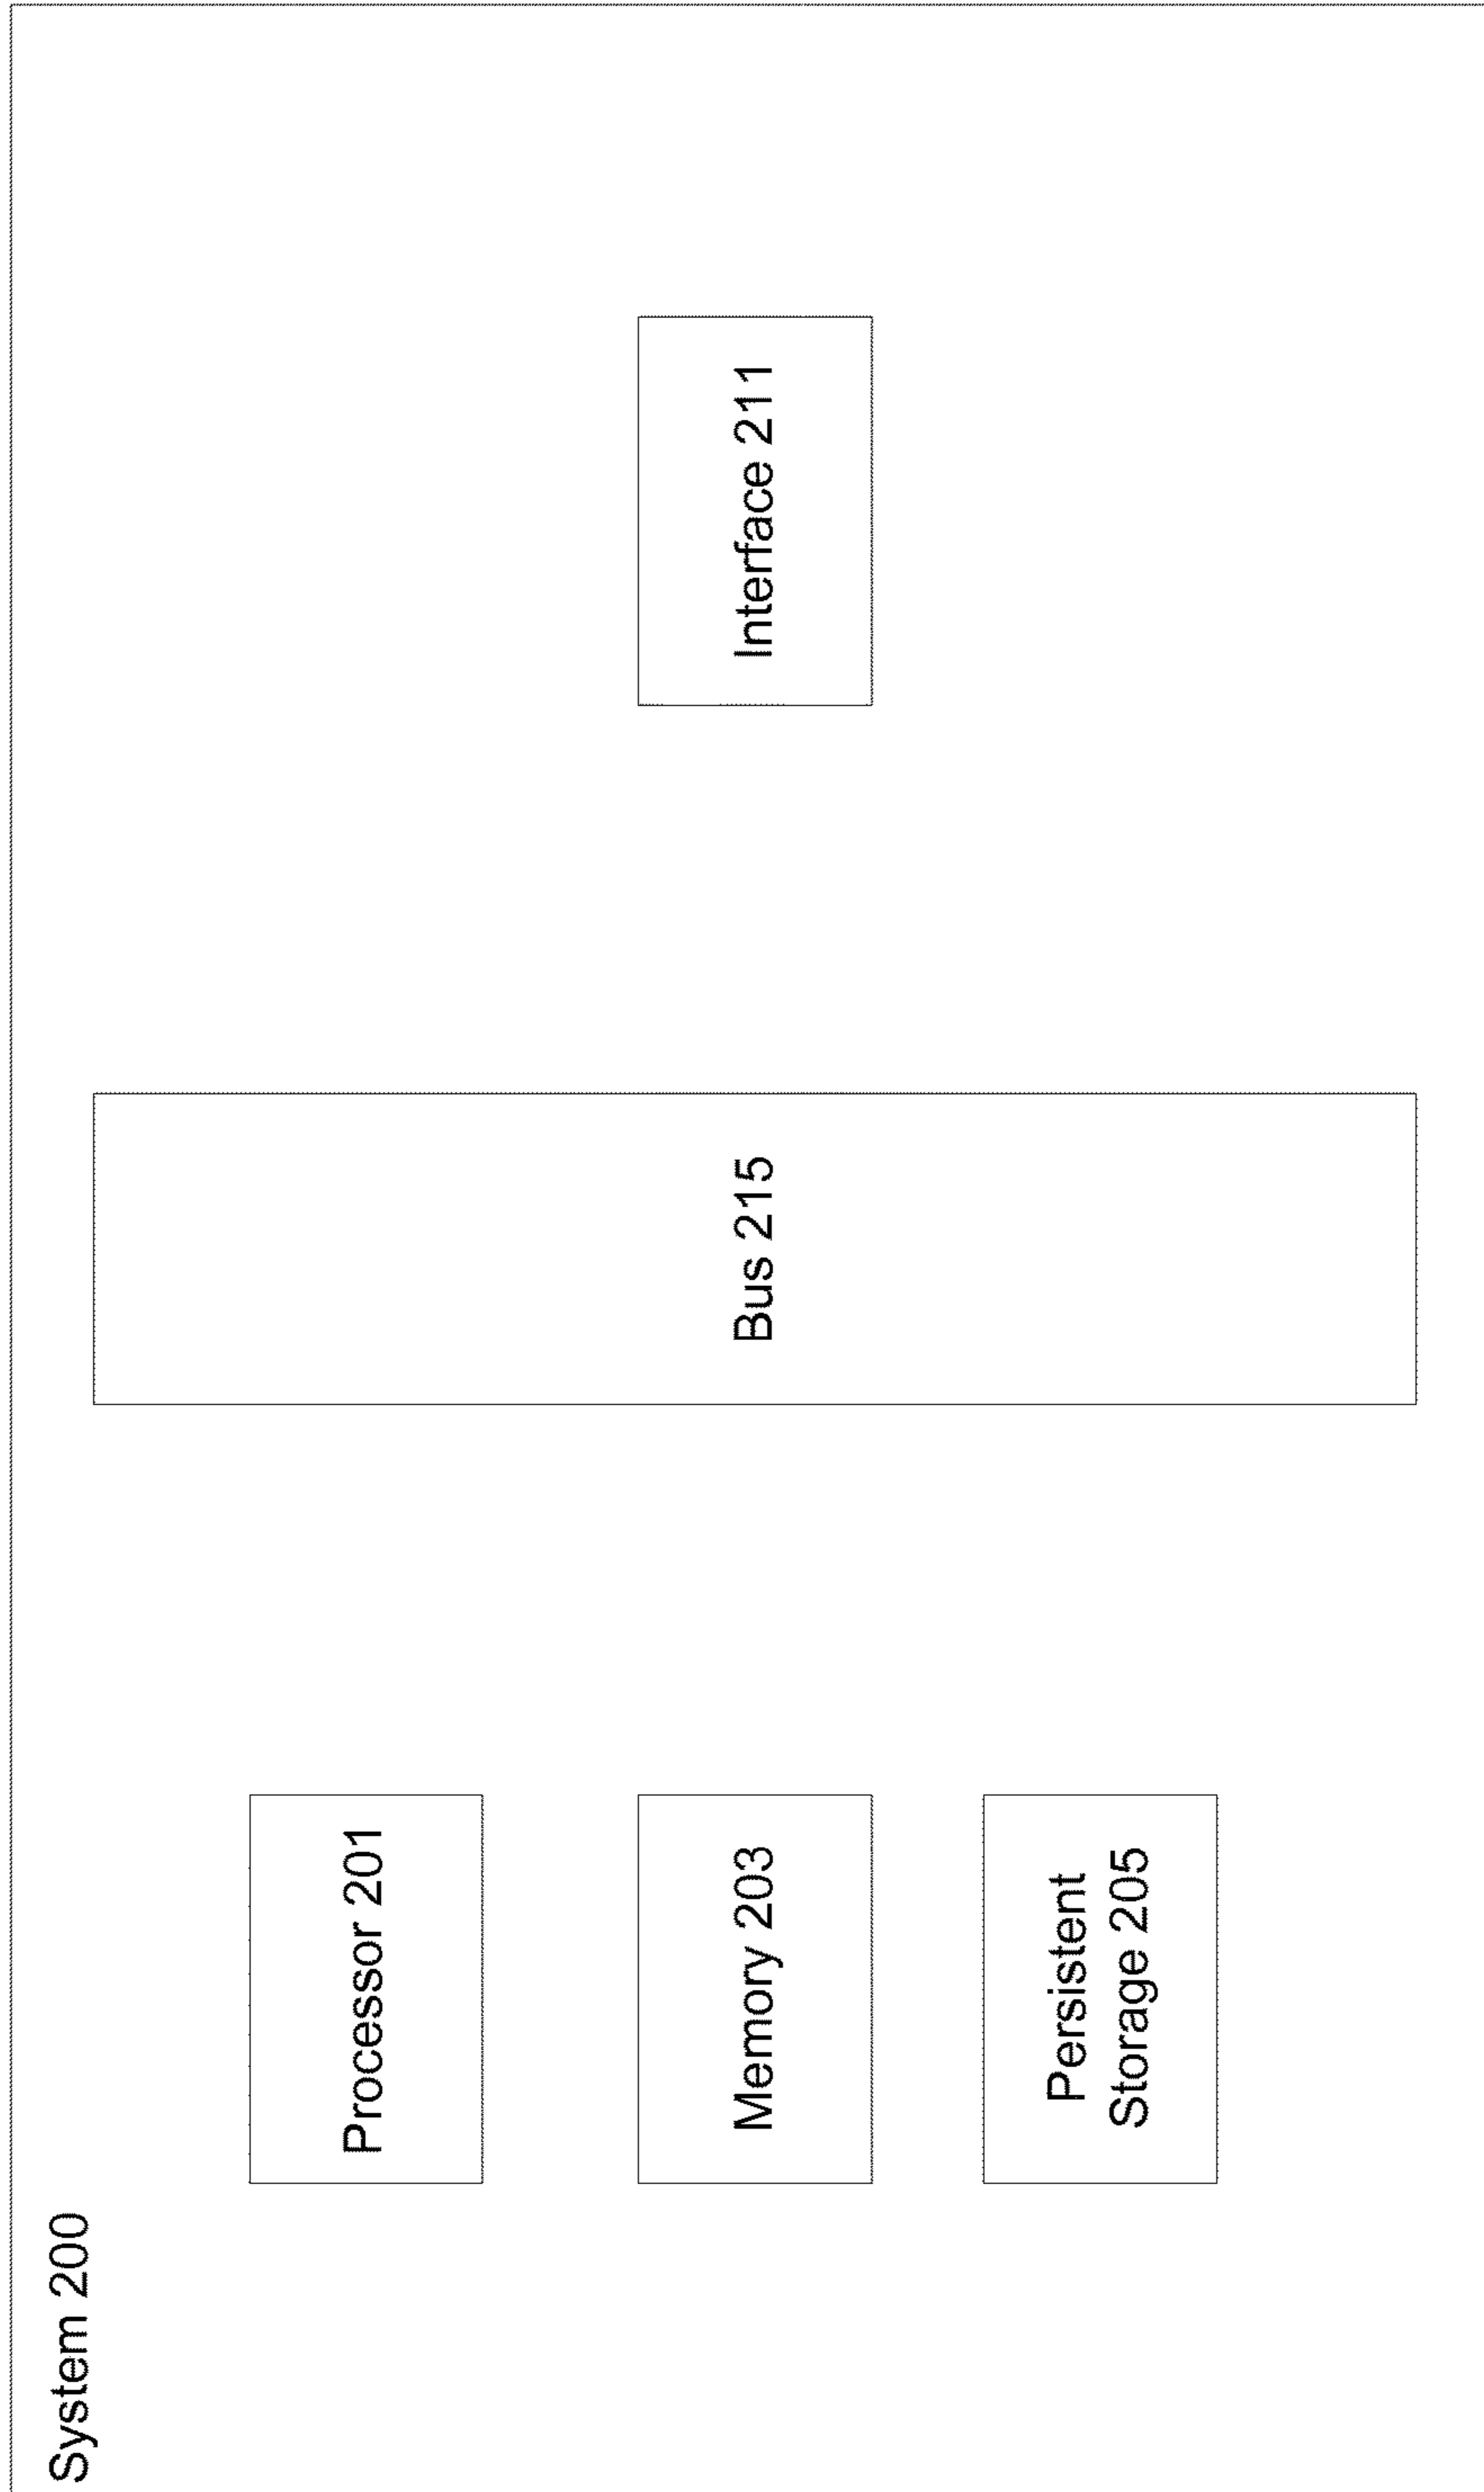 System 200
Processor 201
Memory 203
Persistent
Storage 205
Bus 215
Interface 211